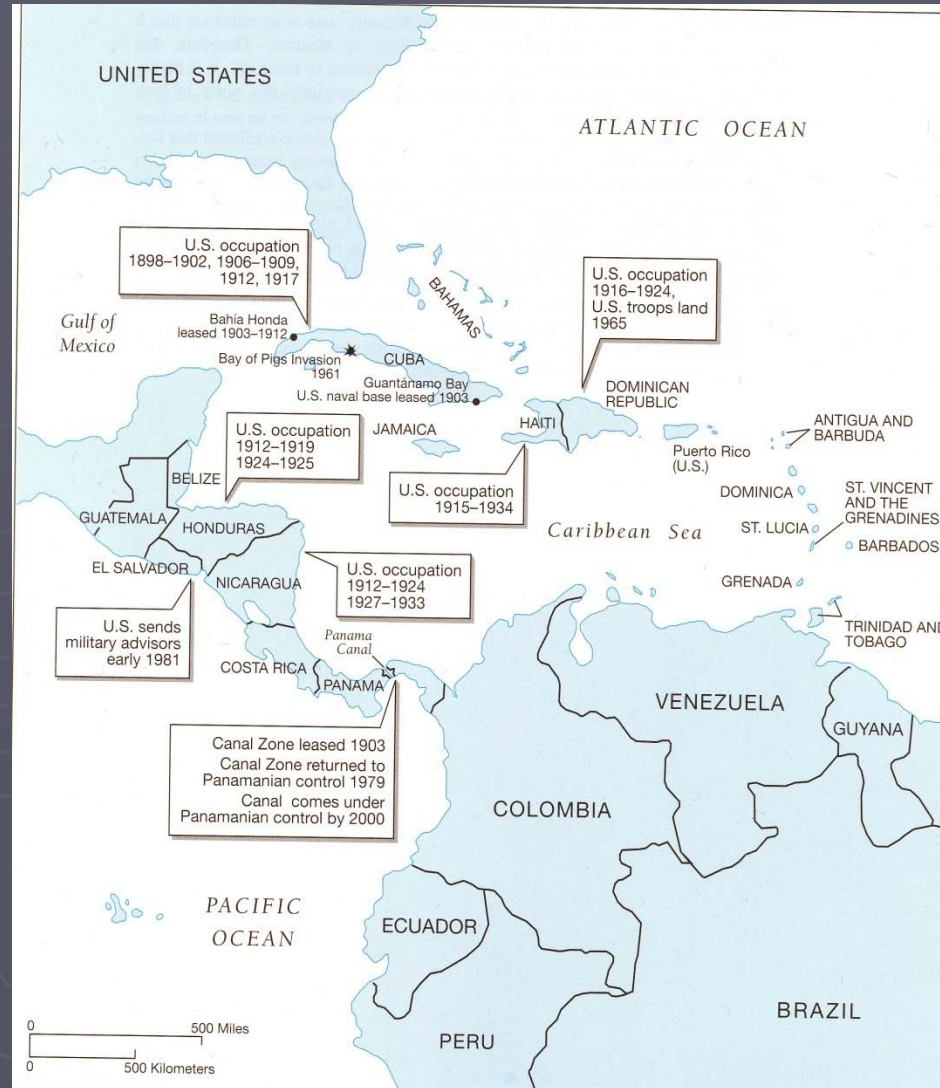 UNITED STATES
ATLANTIC OCEAN
U.S. occupation
1898–1902, 1906–1909,
1912, 1917
U.S. occupation
1916–1924,
U.S. troops land
1965
BAHAMAS
Gulf of
Mexico
Bahía Honda
leased 1903–1912
Bay of Pigs Invasion
1961
CUBA
Guantánamo Bay
U.S. naval base leased 1903
DOMINICAN
REPUBLIC
HAITI
JAMAICA
Puerto Rico
(U.S.)
ANTIGUA AND
BARBUDA
U.S. occupation
1912–1919
1924–1925
BELIZE
U.S. occupation
1915–1934
DOMINICA
ST. VINCENT
AND THE
GRENADINES
GUATEMALA
HONDURAS
Caribbean Sea
ST. LUCIA
BARBADOS
EL SALVADOR
NICARAGUA
U.S. occupation
1912–1924
1927–1933
GRENADA
U.S. sends
military advisors
early 1981
Panama
Canal
TRINIDAD AND
TOBAGO
COSTA RICA
PANAMA
VENEZUELA
GUYANA
Canal Zone leased 1903
Canal Zone returned to
Panamanian control 1979
Canal comes under
Panamanian control by 2000
COLOMBIA
PACIFIC
OCEAN
ECUADOR
BRAZIL
PERU
0 500 Miles
0 500 Kilometers